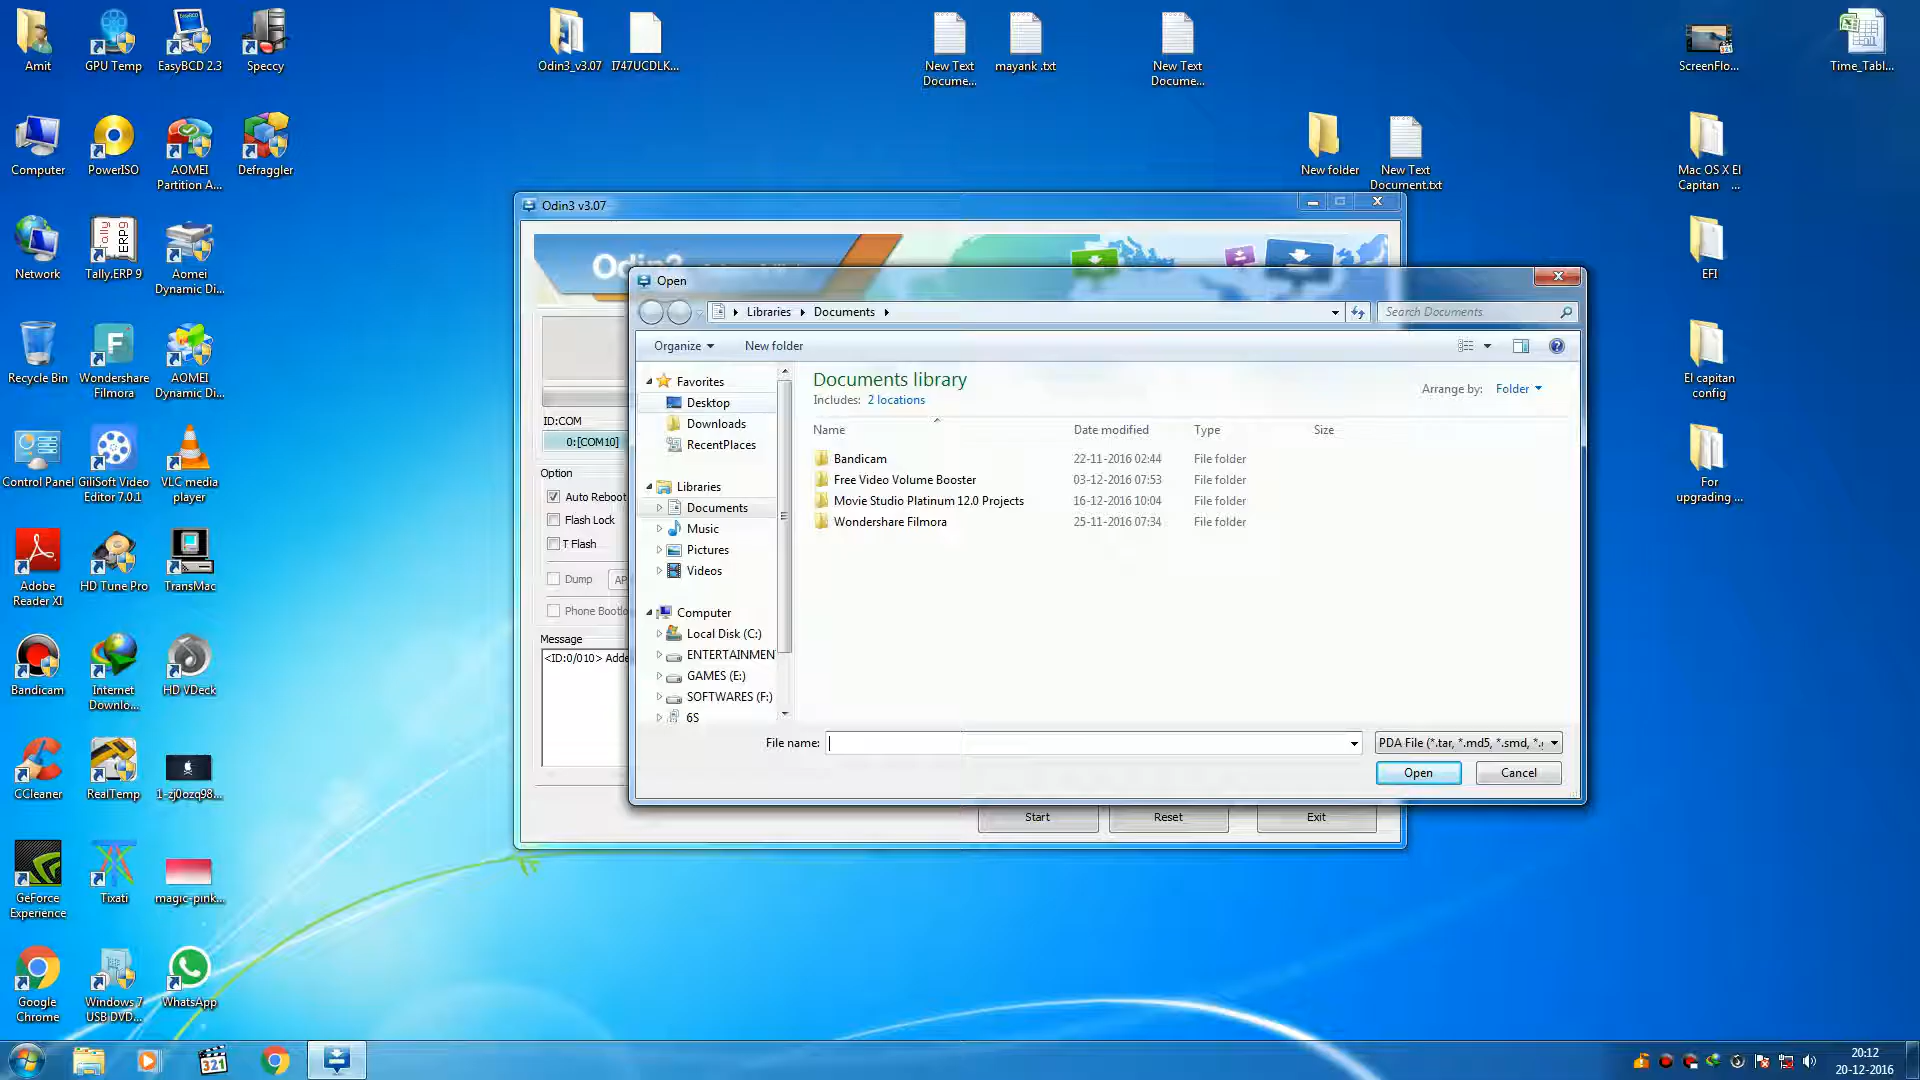 Amit
GPU Temp
EasyBCD 2.3
Speccy
Odin3_v3.07
I747UCDLK...
New Text
Docume...
mayank .txt
New Text
Docume...
ScreenFlo...
Time_Tabl...
Computer
PowerISO
AOMEI
Partition A...
Defraggler
New folder
New Text
Document.txt
Mac OS X El
Capitan ...
Network
Tally.ERP 9
Aomei
Dynamic Di...
EFI
Recycle Bin
Wondershare
Filmora
AOMEI
Dynamic Di...
El capitan
config
Control Panel
GiliSoft Video
Editor 7.0.1
VLC media
player
For
upgrading ...
Adobe
Reader XI
HD Tune Pro
TransMac
Bandicam
Internet
Downlo...
HD VDeck
CCleaner
RealTemp
1-zj0ozq98...
GeForce
Experience
Tixati
magic-pink...
Google
Chrome
Windows 7
USB DVD...
WhatsApp
Odin3 v3.07
ID:COM
0:[COM10]
Option
Auto Reboot
Flash Lock
T Flash
Dump
AP
Phone Bootlo
Message
<ID:0/010> Adde
Start
Reset
Exit
Open
Libraries
Documents
Search Documents
Organize
New folder
Favorites
Desktop
Downloads
RecentPlaces
Libraries
Documents
Music
Pictures
Videos
Computer
Local Disk (C:)
ENTERTAINMEN
GAMES (E:)
SOFTWARES (F:)
6S
Documents library
Includes: 2 locations
Arrange by: Folder
Name Date modified Type Size
Bandicam 22-11-2016 02:44 File folder
Free Video Volume Booster 03-12-2016 07:53 File folder
Movie Studio Platinum 12.0 Projects 16-12-2016 10:04 File folder
Wondershare Filmora 25-11-2016 07:34 File folder
File name:
PDA File (*.tar, *.md5, *.smd, *.
Open
Cancel
20:12
20-12-2016